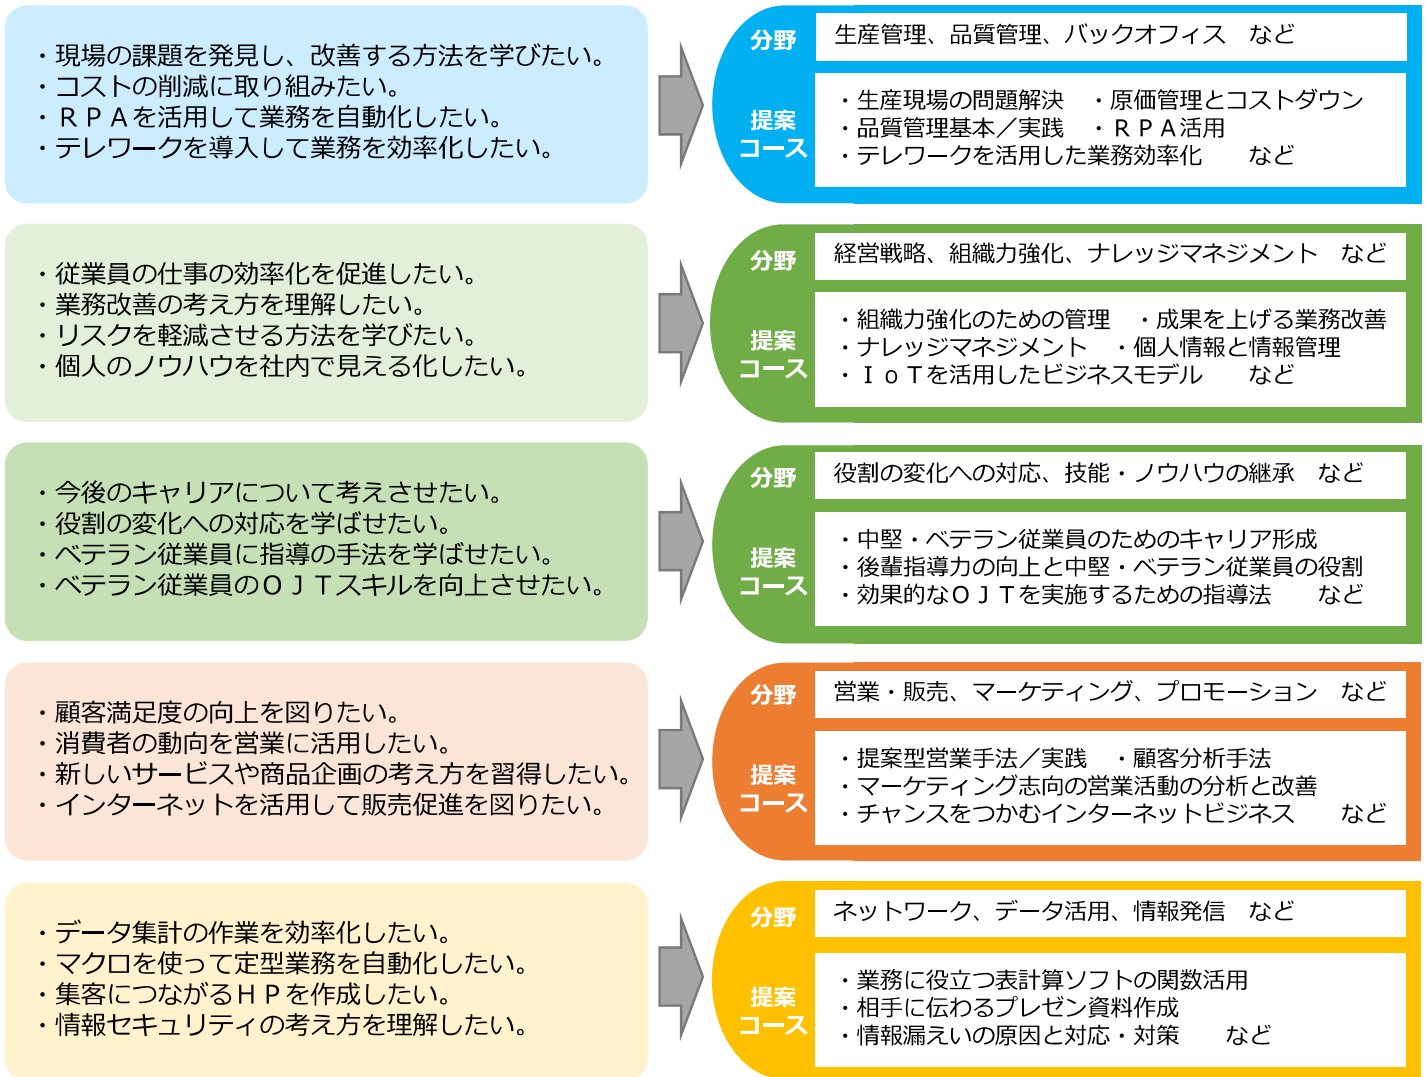 ・現場の課題を発見し、改善する方法を学びたい。
・コストの削減に取り組みたい。
・ＲＰＡを活用して業務を自動化したい。
・テレワークを導入して業務を効率化したい。
分野
生産管理、品質管理、バックオフィス　など
提案
コース
・生産現場の問題解決　・原価管理とコストダウン
・品質管理基本／実践　・ＲＰＡ活用
・テレワークを活用した業務効率化　　など
・従業員の仕事の効率化を促進したい。
・業務改善の考え方を理解したい。
・リスクを軽減させる方法を学びたい。
・個人のノウハウを社内で見える化したい。
分野
経営戦略、組織力強化、ナレッジマネジメント　など
提案
コース
・組織力強化のための管理　・成果を上げる業務改善
・ナレッジマネジメント　・個人情報と情報管理
・ＩｏＴを活用したビジネスモデル　　など
・今後のキャリアについて考えさせたい。
・役割の変化への対応を学ばせたい。
・ベテラン従業員に指導の手法を学ばせたい。
・ベテラン従業員のＯＪＴスキルを向上させたい。
分野
役割の変化への対応、技能・ノウハウの継承　など
提案
コース
・中堅・ベテラン従業員のためのキャリア形成
・後輩指導力の向上と中堅・ベテラン従業員の役割
・効果的なＯＪＴを実施するための指導法　　など
・顧客満足度の向上を図りたい。
・消費者の動向を営業に活用したい。
・新しいサービスや商品企画の考え方を習得したい。
・インターネットを活用して販売促進を図りたい。
分野
営業・販売、マーケティング、プロモーション　など
提案
コース
・提案型営業手法／実践　・顧客分析手法
・マーケティング志向の営業活動の分析と改善
・チャンスをつかむインターネットビジネス　　など
・データ集計の作業を効率化したい。
・マクロを使って定型業務を自動化したい。
・集客につながるＨＰを作成したい。
・情報セキュリティの考え方を理解したい。
分野
ネットワーク、データ活用、情報発信　など
提案
コース
・業務に役立つ表計算ソフトの関数活用
・相手に伝わるプレゼン資料作成
・情報漏えいの原因と対応・対策　　など